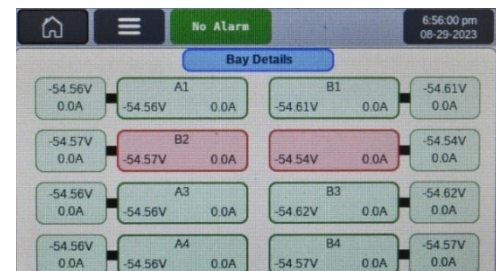 No Alarm
6:56:00 pm
08-29-2023
Bay Details
-54.56V
0.0A
A1
-54.56V 0.0A
B1
-54.61V 0.0A
-54.61V
0.0A
-54.57V
0.0A
B2
-54.57V 0.0A
-54.54V 0.0A
-54.54V
0.0A
-54.56V
0.0A
A3
-54.56V 0.0A
B3
-54.62V 0.0A
-54.62V
0.0A
-54.56V
0.0A
A4
-54.56V 0.0A
B4
-54.57V 0.0A
-54.57V
0.0A